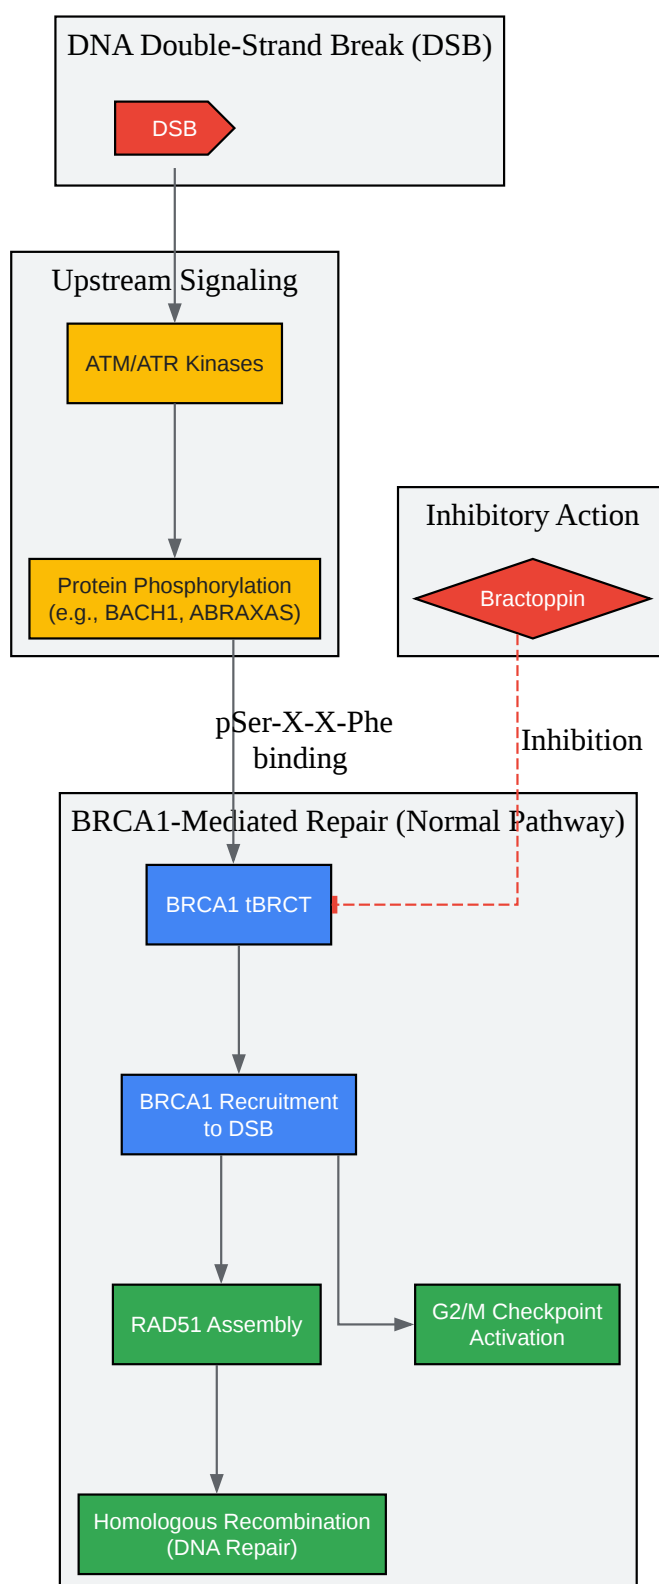 DNA Double-Strand Break (DSB)
DSB
Upstream Signaling
ATM/ATR Kinases
Protein Phosphorylation
(e.g., BACH1, ABRAXAS)
Inhibitory Action
Bractoppin
pSer-X-X-Phe
binding
Inhibition
BRCA1-Mediated Repair (Normal Pathway)
BRCA1 tBRCT
BRCA1 Recruitment
to DSB
RAD51 Assembly
G2/M Checkpoint
Activation
Homologous Recombination
(DNA Repair)